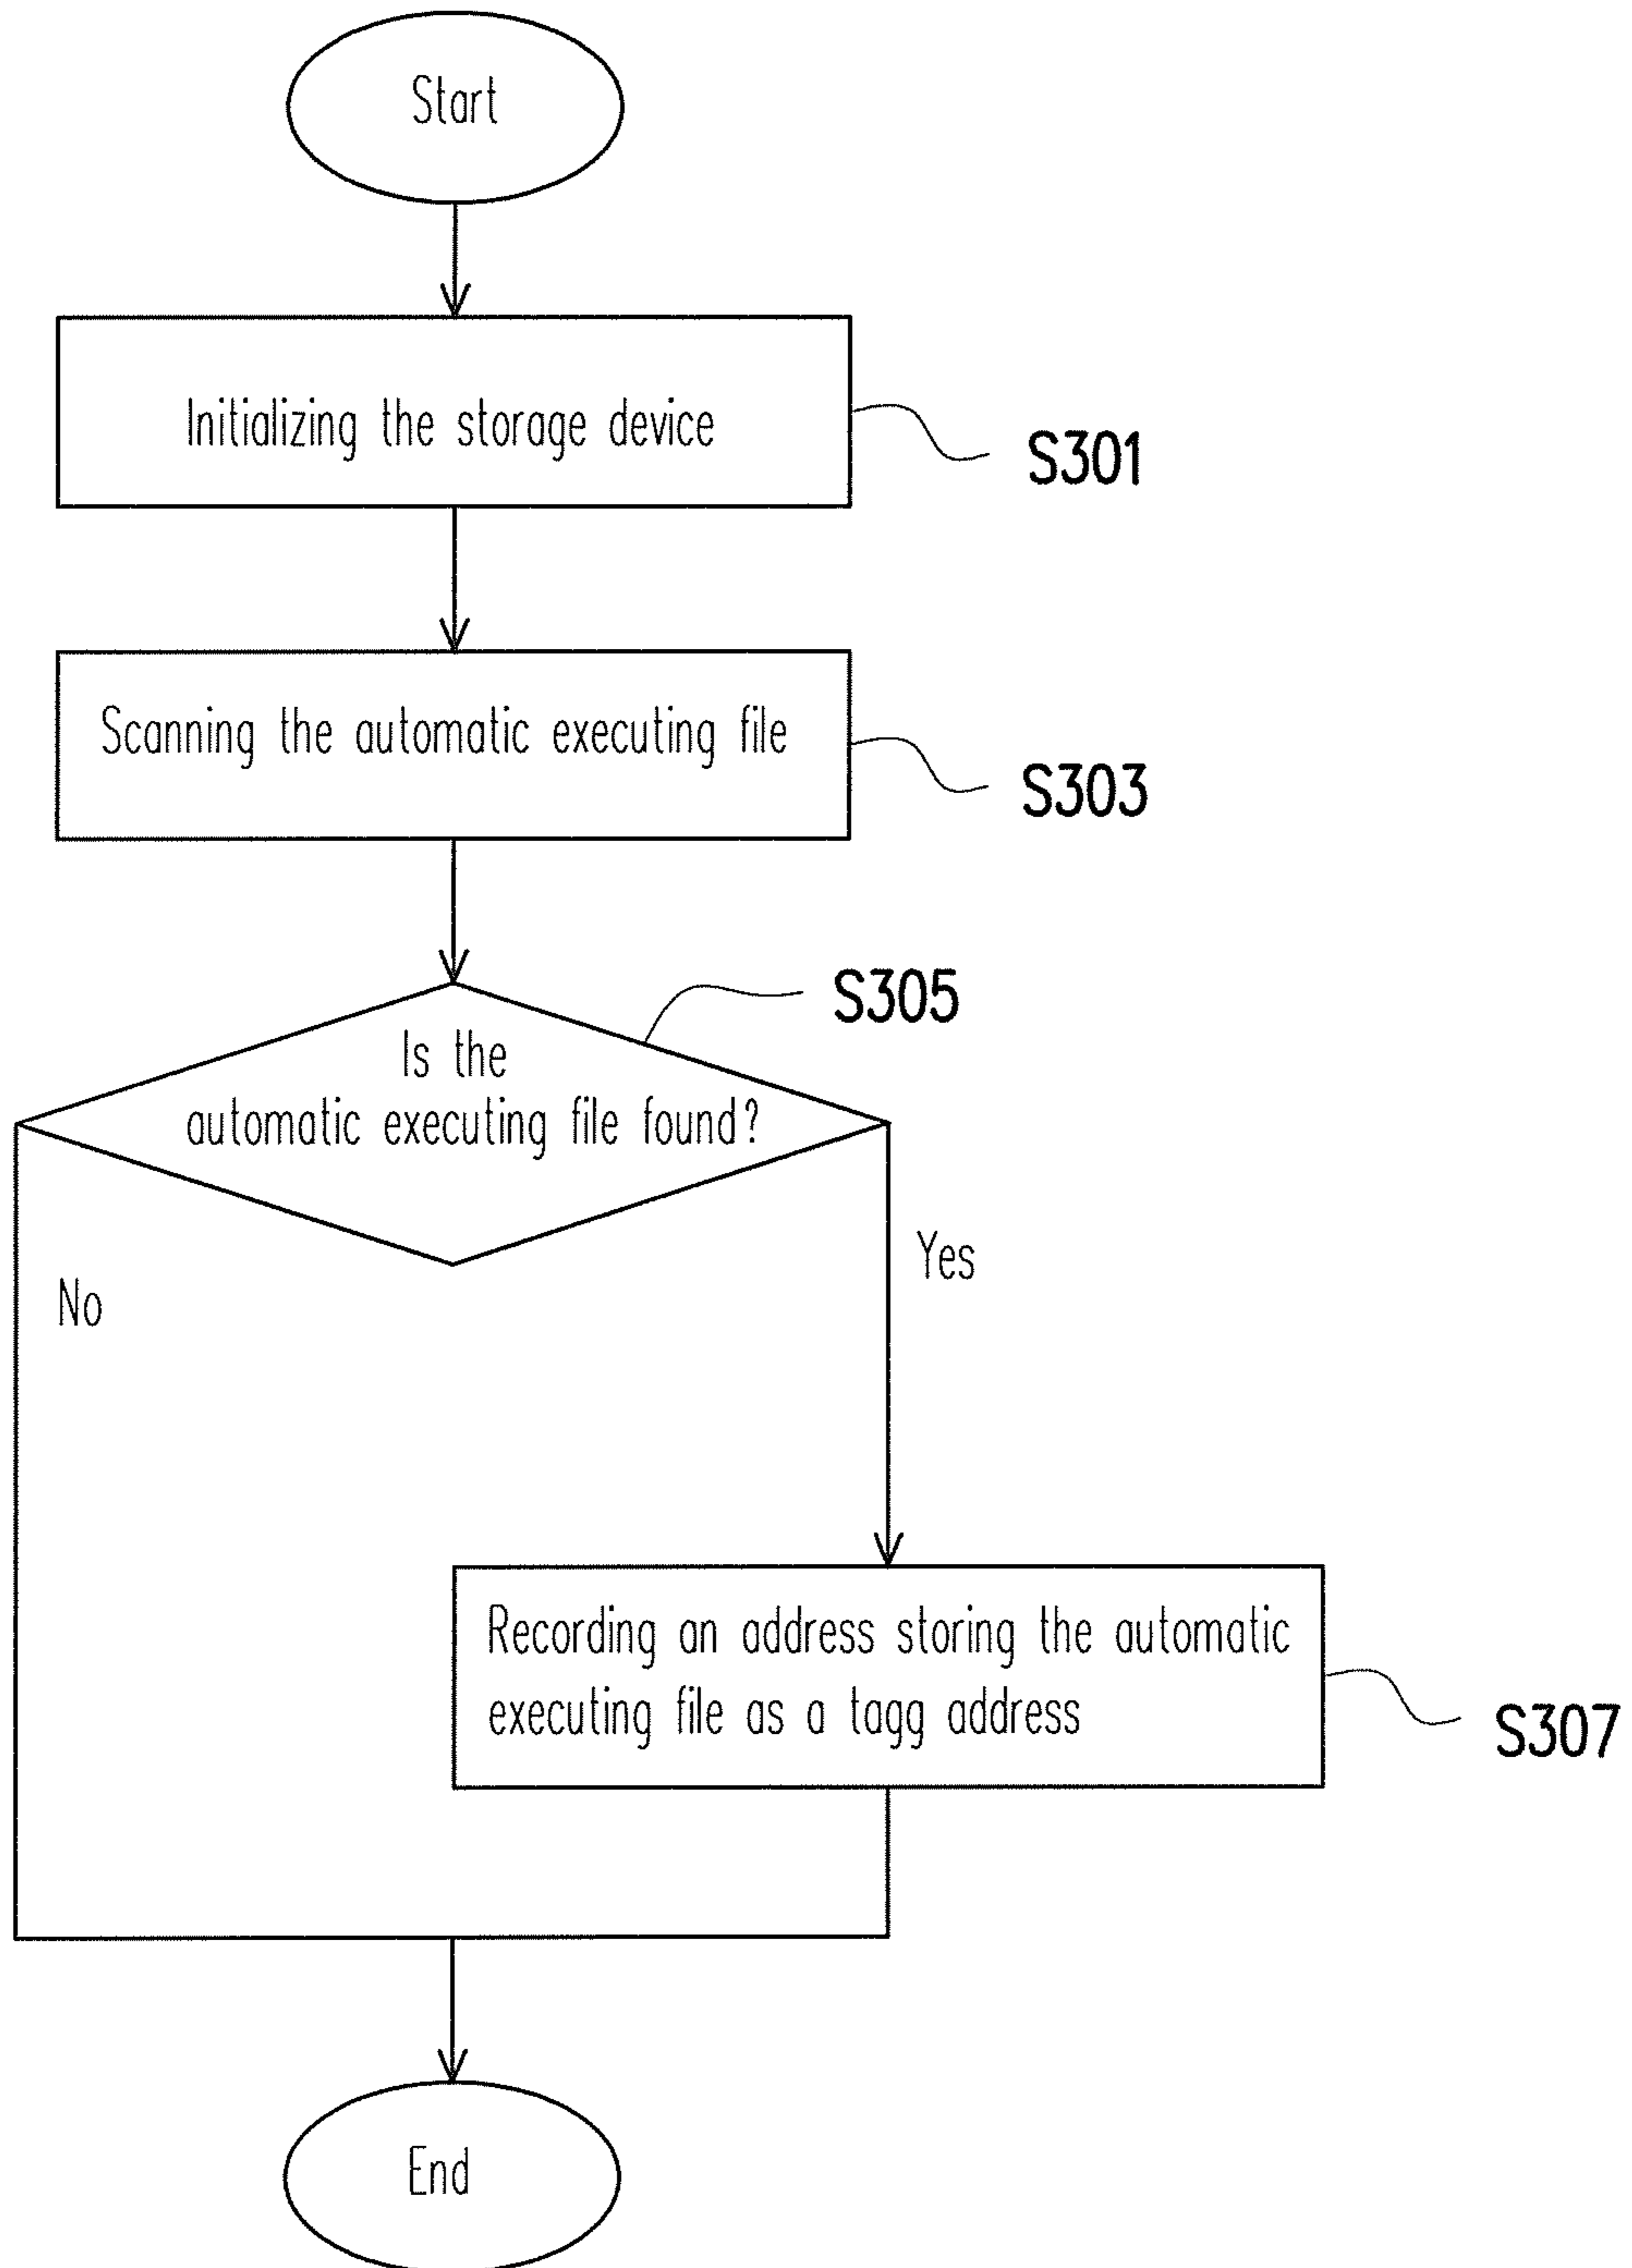 Start
Initializing the storage device
S301
Scanning the automatic executing file
S303
S305
Is the
automatic executing file found?
Yes
No
Recording an address storing the automatic
executing file as a tagg address
S307
End